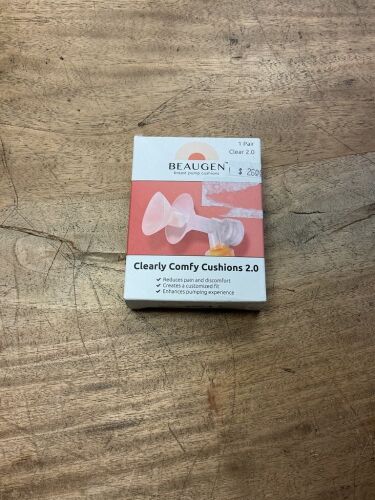 1 Pair
Clear 2.0
BEAUGEN™
breast pump cushions
Clearly Comfy Cushions 2.0
✔ Reduces pain and discomfort
✔ Creates a customized fit
✔ Enhances pumping experience